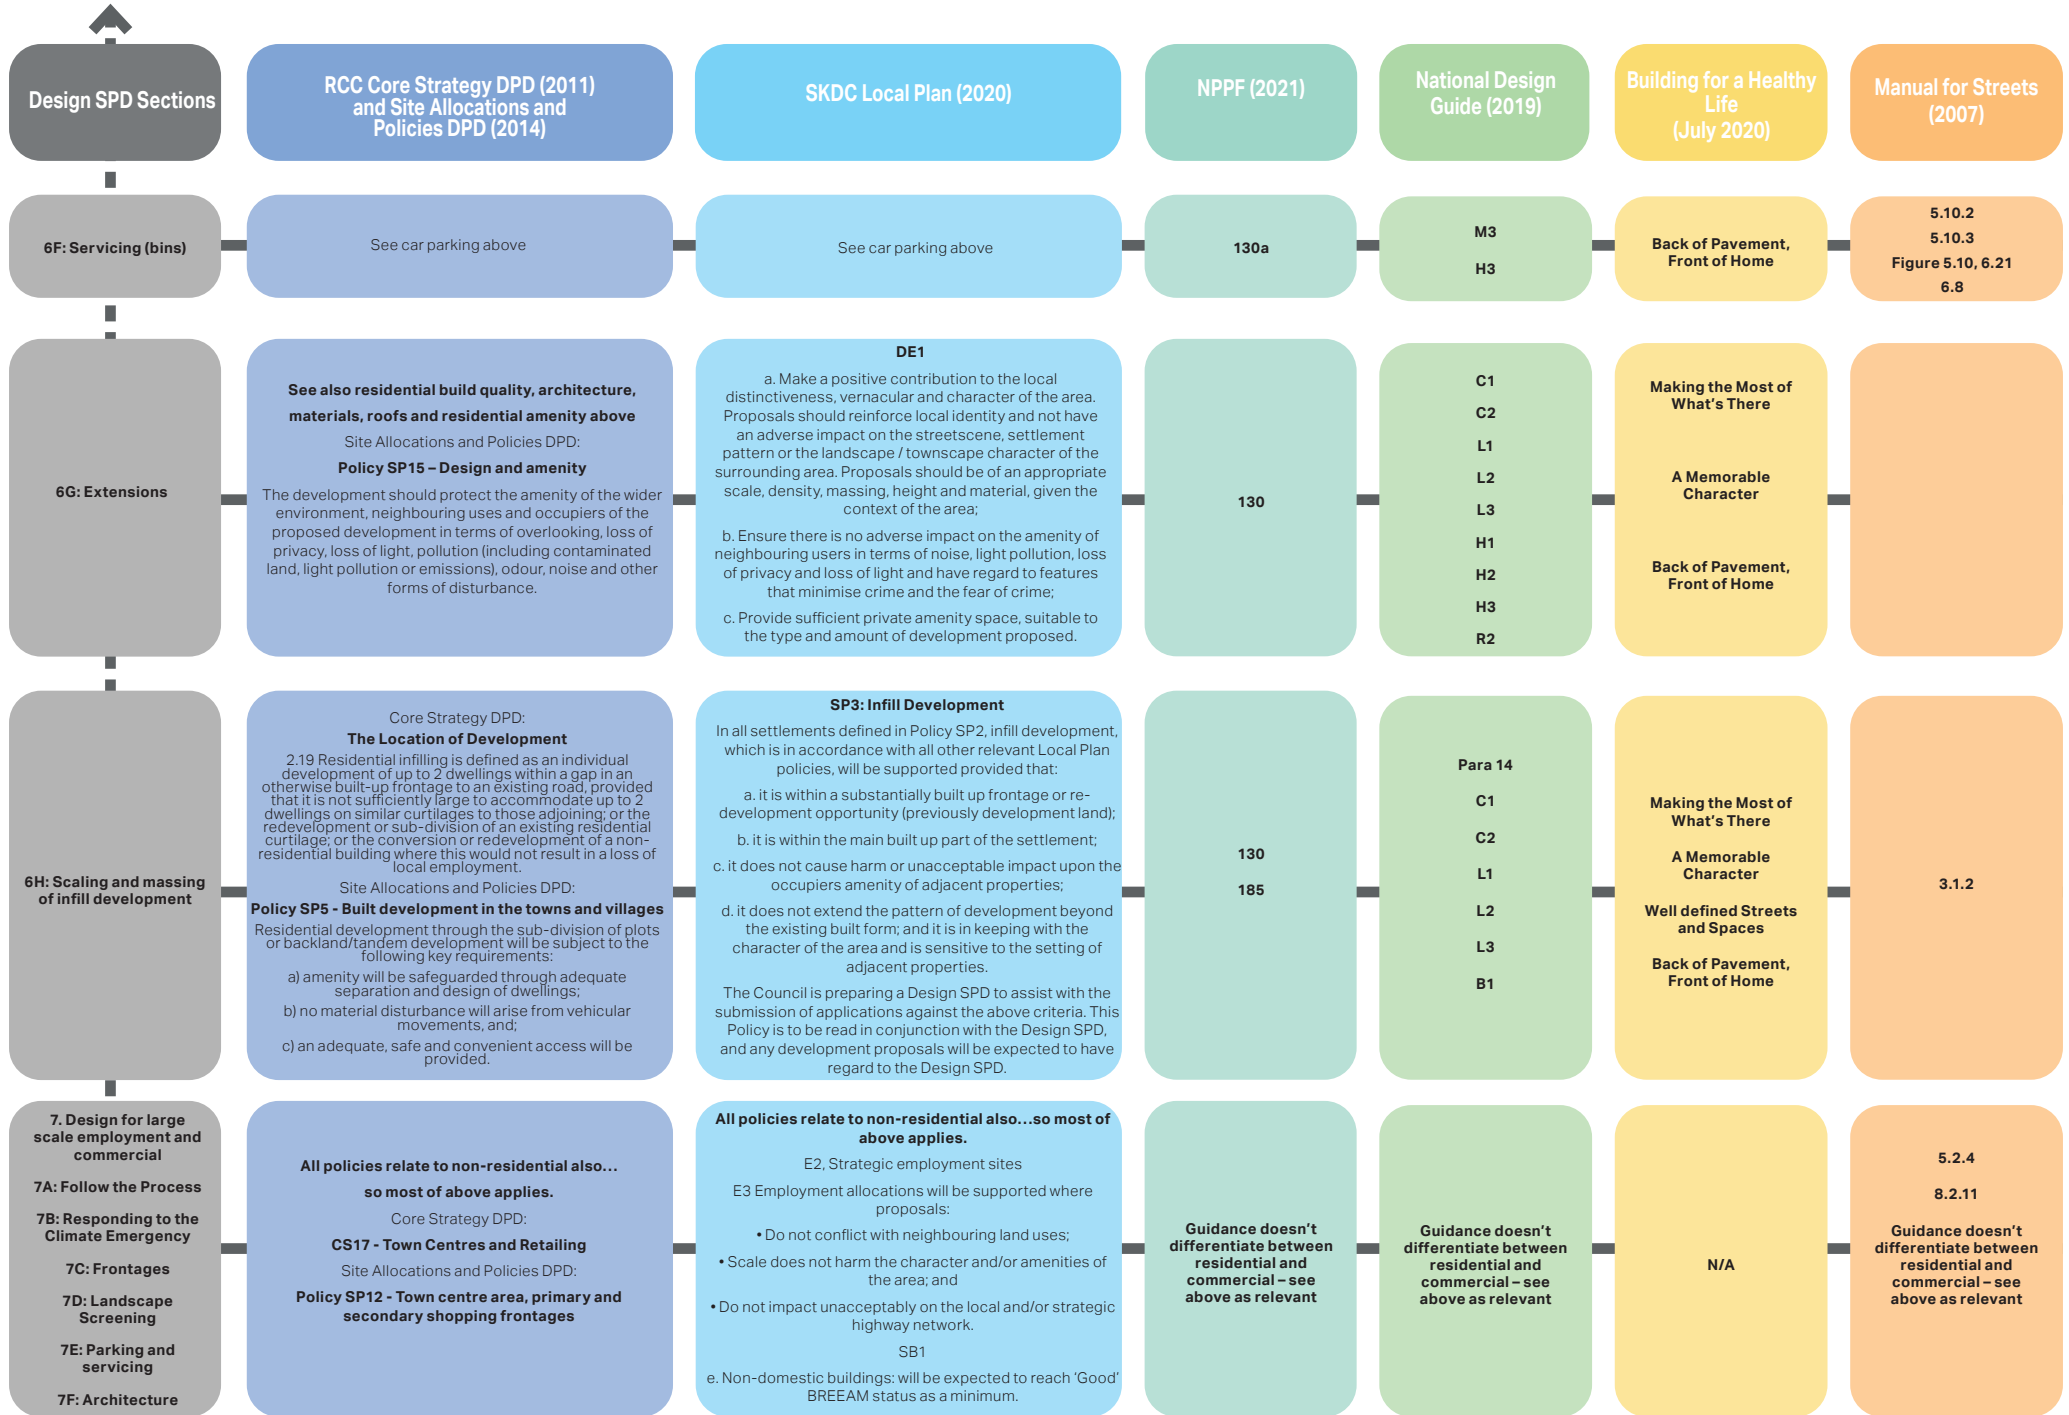 Design SPD Sections
RCC Core Strategy DPD (2011)
and Site Allocations and
Policies DPD (2014)
SKDC Local Plan (2020)
NPPF (2021)
National Design
Guide (2019)
Building for a Healthy
Life
(July 2020)
Manual for Streets
(2007)
6F: Servicing (bins)
See car parking above
See car parking above
130a
M3
H3
Back of Pavement,
Front of Home
5.10.2
5.10.3
Figure 5.10, 6.21
6.8
6G: Extensions
See also residential build quality, architecture,
materials, roofs and residential amenity above
Site Allocations and Policies DPD:
Policy SP15 – Design and amenity
The development should protect the amenity of the wider
environment, neighbouring uses and occupiers of the
proposed development in terms of overlooking, loss of
privacy, loss of light, pollution (including contaminated
land, light pollution or emissions), odour, noise and other
forms of disturbance.
DE1
a. Make a positive contribution to the local
distinctiveness, vernacular and character of the area.
Proposals should reinforce local identity and not have
an adverse impact on the streetscene, settlement
pattern or the landscape / townscape character of the
surrounding area. Proposals should be of an appropriate
scale, density, massing, height and material, given the
context of the area;
b. Ensure there is no adverse impact on the amenity of
neighbouring users in terms of noise, light pollution, loss
of privacy and loss of light and have regard to features
that minimise crime and the fear of crime;
c. Provide sufficient private amenity space, suitable to
the type and amount of development proposed.
130
C1
C2
L1
L2
L3
H1
H2
H3
R2
Making the Most of
What's There
A Memorable
Character
Back of Pavement,
Front of Home
6H: Scaling and massing
of infill development
Core Strategy DPD:
The Location of Development
2.19 Residential infilling is defined as an individual
development of up to 2 dwellings within a gap in an
otherwise built-up frontage to an existing road, provided
that it is not sufficiently large to accommodate up to 2
dwellings on similar curtilages to those adjoining; or the
redevelopment or sub-division of an existing residential
curtilage; or the conversion or redevelopment of a non-
residential building where this would not result in a loss of
local employment.
Site Allocations and Policies DPD:
Policy SP5 - Built development in the towns and villages
Residential development through the sub-division of plots
or backland/tandem development will be subject to the
following key requirements:
a) amenity will be safeguarded through adequate
separation and design of dwellings;
b) no material disturbance will arise from vehicular
movements, and;
c) an adequate, safe and convenient access will be
provided.
SP3: Infill Development
In all settlements defined in Policy SP2, infill development,
which is in accordance with all other relevant Local Plan
policies, will be supported provided that:
a. it is within a substantially built up frontage or re-
development opportunity (previously development land);
b. it is within the main built up part of the settlement;
c. it does not cause harm or unacceptable impact upon the
occupiers amenity of adjacent properties;
d. it does not extend the pattern of development beyond
the existing built form; and it is in keeping with the
character of the area and is sensitive to the setting of
adjacent properties.
The Council is preparing a Design SPD to assist with the
submission of applications against the above criteria. This
Policy is to be read in conjunction with the Design SPD,
and any development proposals will be expected to have
regard to the Design SPD.
130
185
Para 14
C1
C2
L1
L2
L3
B1
Making the Most of
What's There
A Memorable
Character
Well defined Streets
and Spaces
Back of Pavement,
Front of Home
3.1.2
7. Design for large
scale employment and
commercial
7A: Follow the Process
7B: Responding to the
Climate Emergency
7C: Frontages
7D: Landscape
Screening
7E: Parking and
servicing
7F: Architecture
All policies relate to non-residential also...
so most of above applies.
Core Strategy DPD:
CS17 - Town Centres and Retailing
Site Allocations and Policies DPD:
Policy SP12 - Town centre area, primary and
secondary shopping frontages
All policies relate to non-residential also...so most of
above applies.
E2, Strategic employment sites
E3 Employment allocations will be supported where
proposals:
• Do not conflict with neighbouring land uses;
• Scale does not harm the character and/or amenities of
the area; and
• Do not impact unacceptably on the local and/or strategic
highway network.
SB1
e. Non-domestic buildings: will be expected to reach 'Good'
BREEAM status as a minimum.
Guidance doesn't
differentiate between
residential and
commercial – see
above as relevant
Guidance doesn't
differentiate between
residential and
commercial – see
above as relevant
N/A
5.2.4
8.2.11
Guidance doesn't
differentiate between
residential and
commercial – see
above as relevant